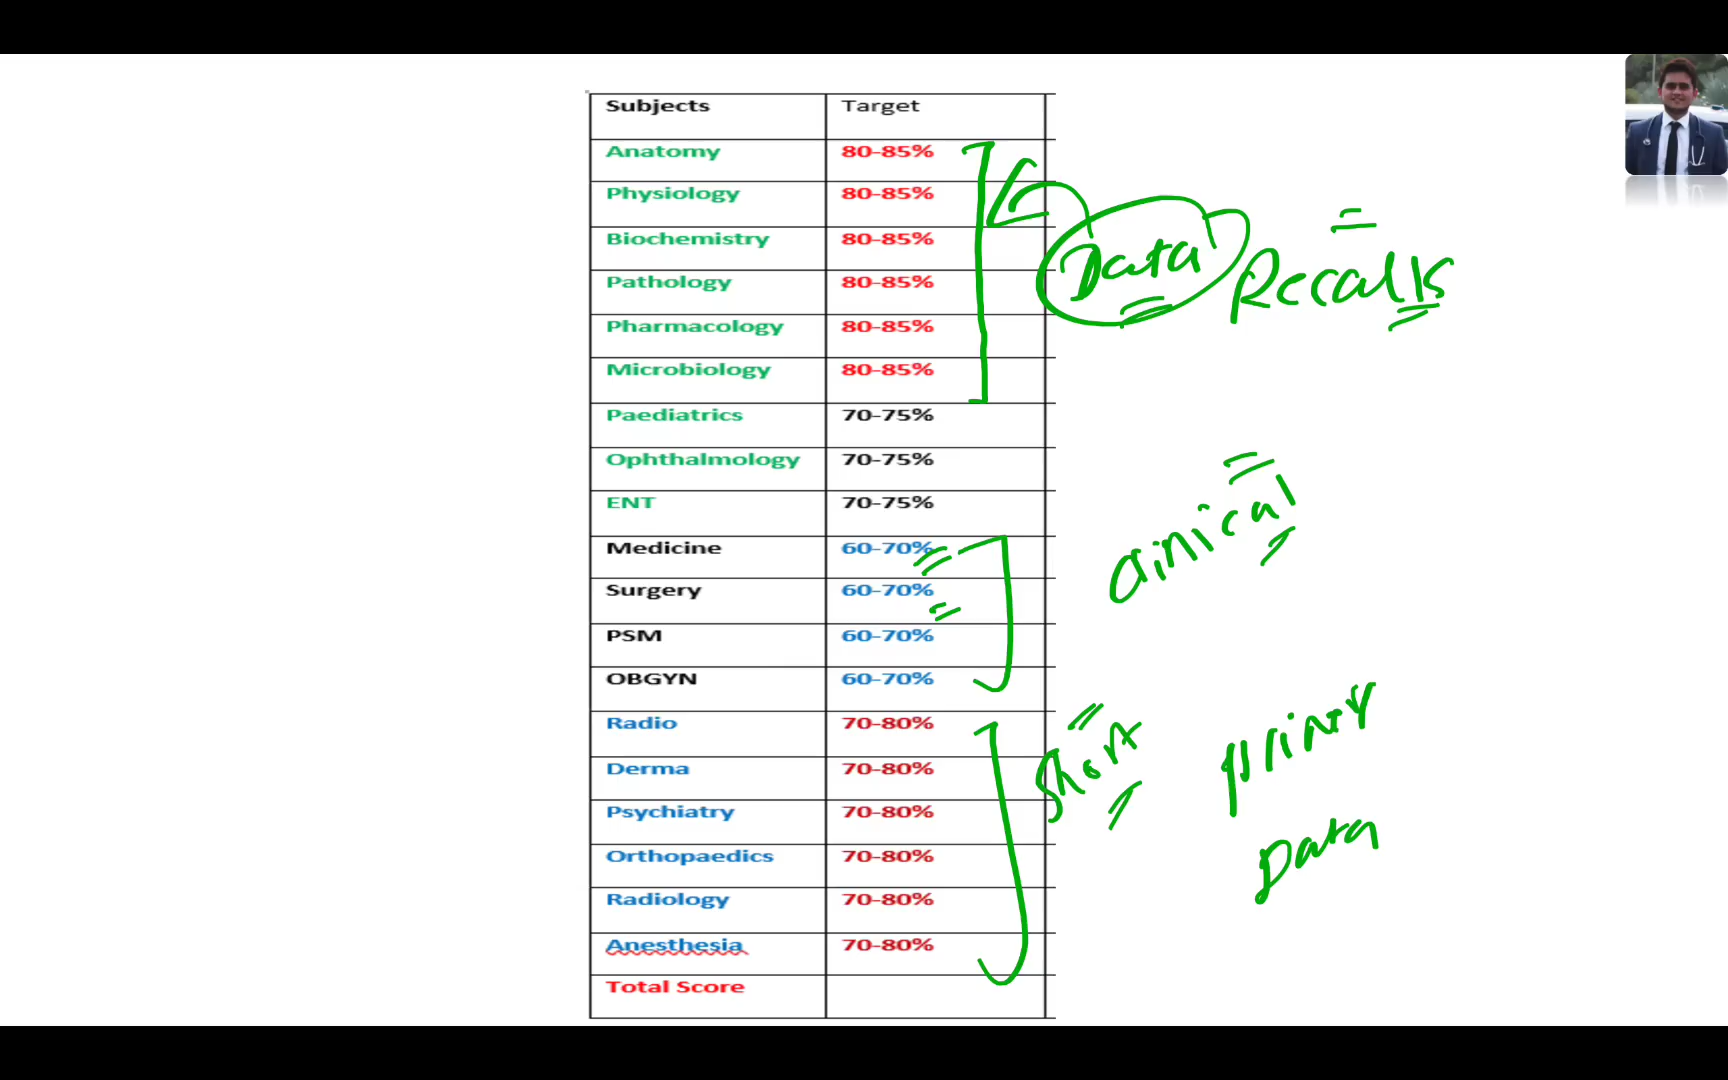 Subjects Target
Anatomy 80-85%
Physiology 80-85%
Biochemistry 80-85%
Pathology 80-85%
Pharmacology 80-85%
Microbiology 80-85%
Paediatrics 70-75%
Ophthalmology 70-75%
ENT 70-75%
Medicine 60-70%
Surgery 60-70%
PSM 60-70%
OBGYN 60-70%
Radio 70-80%
Derma 70-80%
Psychiatry 70-80%
Orthopaedics 70-80%
Radiology 70-80%
Anesthesia 70-80%
Total Score
Data Recalls
Clinical
Short
Data